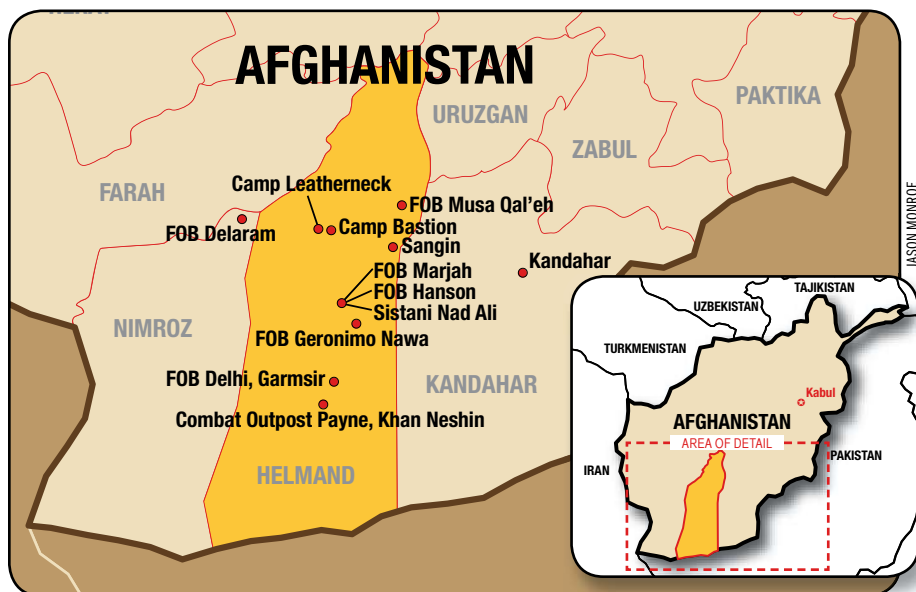 AFGHANISTAN
PAKTIKA
URUZGAN
ZABUL
FARAH
Camp Leatherneck
FOB Musa Qal'eh
FOB Delaram
Camp Bastion
Sangin
Kandahar
FOB Marjah
FOB Hanson
Sistani Nad Ali
NIMROZ
FOB Geronimo Nawa
FOB Delhi, Garmsir
KANDAHAR
Combat Outpost Payne, Khan Neshin
HELMAND
JASON MONROE
TAJIKISTAN
UZBEKISTAN
TURKMENISTAN
Kabul
AFGHANISTAN
AREA OF DETAIL
IRAN
PAKISTAN